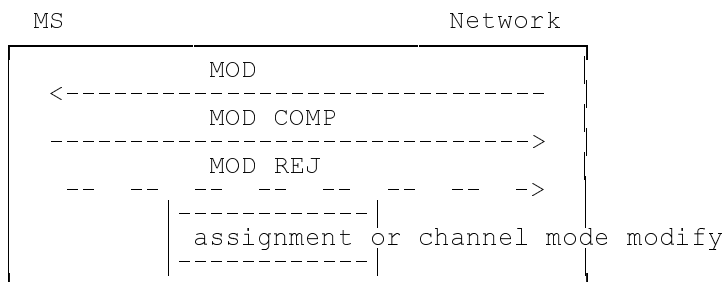 MS Network
MOD
MOD COMP
MOD REJ
assignment or channel mode modify